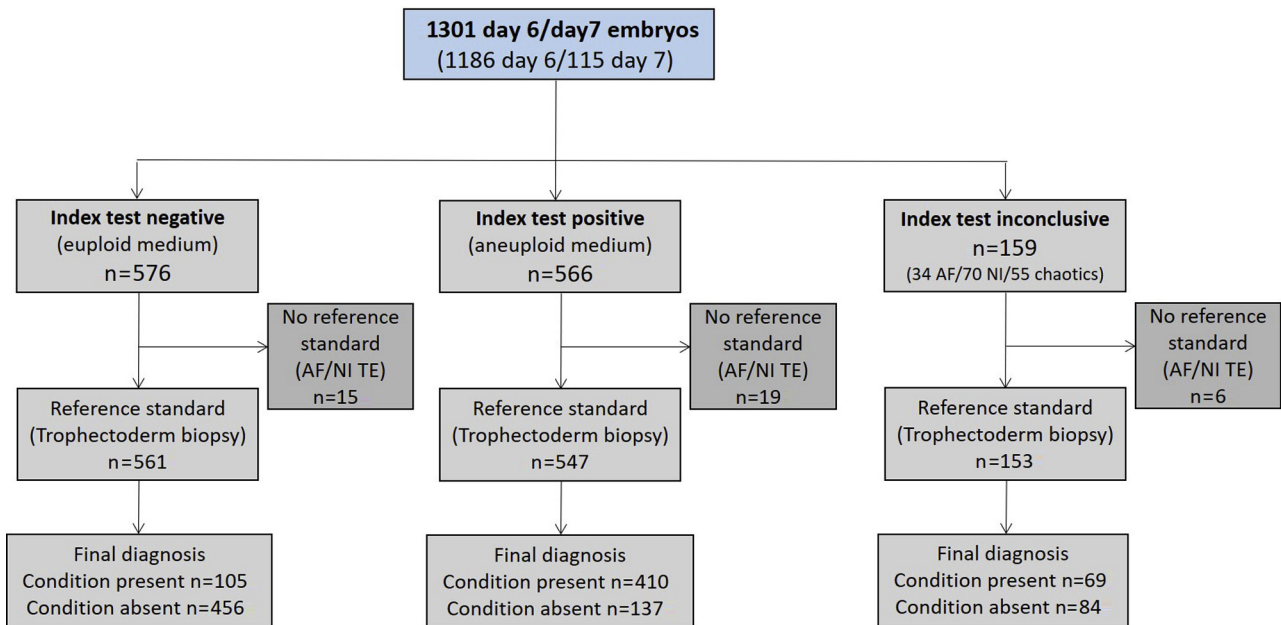 1301 day 6/day7 embryos
(1186 day 6/115 day 7)
Index test negative
(euploid medium)
n=576
Index test positive
(aneuploid medium)
n=566
Index test inconclusive
n=159
(34 AF/70 NI/55 chaotics)
No reference
standard
(AF/NI TE)
n=15
No reference
standard
(AF/NI TE)
n=19
No reference
standard
(AF/NI TE)
n=6
Reference standard
(Trophectoderm biopsy)
n=561
Reference standard
(Trophectoderm biopsy)
n=547
Reference standard
(Trophectoderm biopsy)
n=153
Final diagnosis
Condition present n=105
Condition absent n=456
Final diagnosis
Condition present n=410
Condition absent n=137
Final diagnosis
Condition present n=69
Condition absent n=84